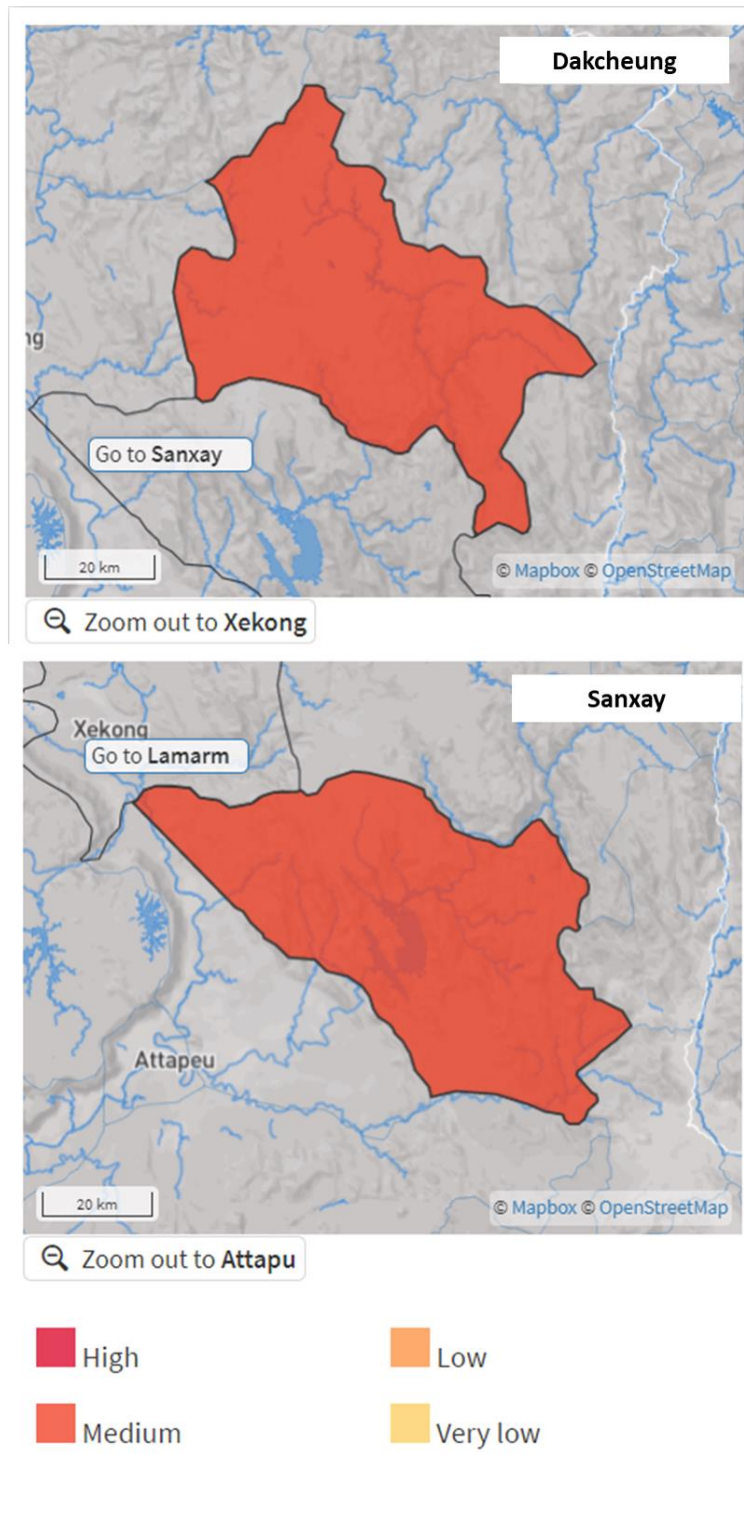 Dakcheung
ng
Go to Sanxay
20 km
© Mapbox © OpenStreetMap
Zoom out to Xekong
Sanxay
Xekong
Go to Lamarm
Attapeu
20 km
© Mapbox © OpenStreetMap
Zoom out to Attapu
High
Low
Medium
Very low